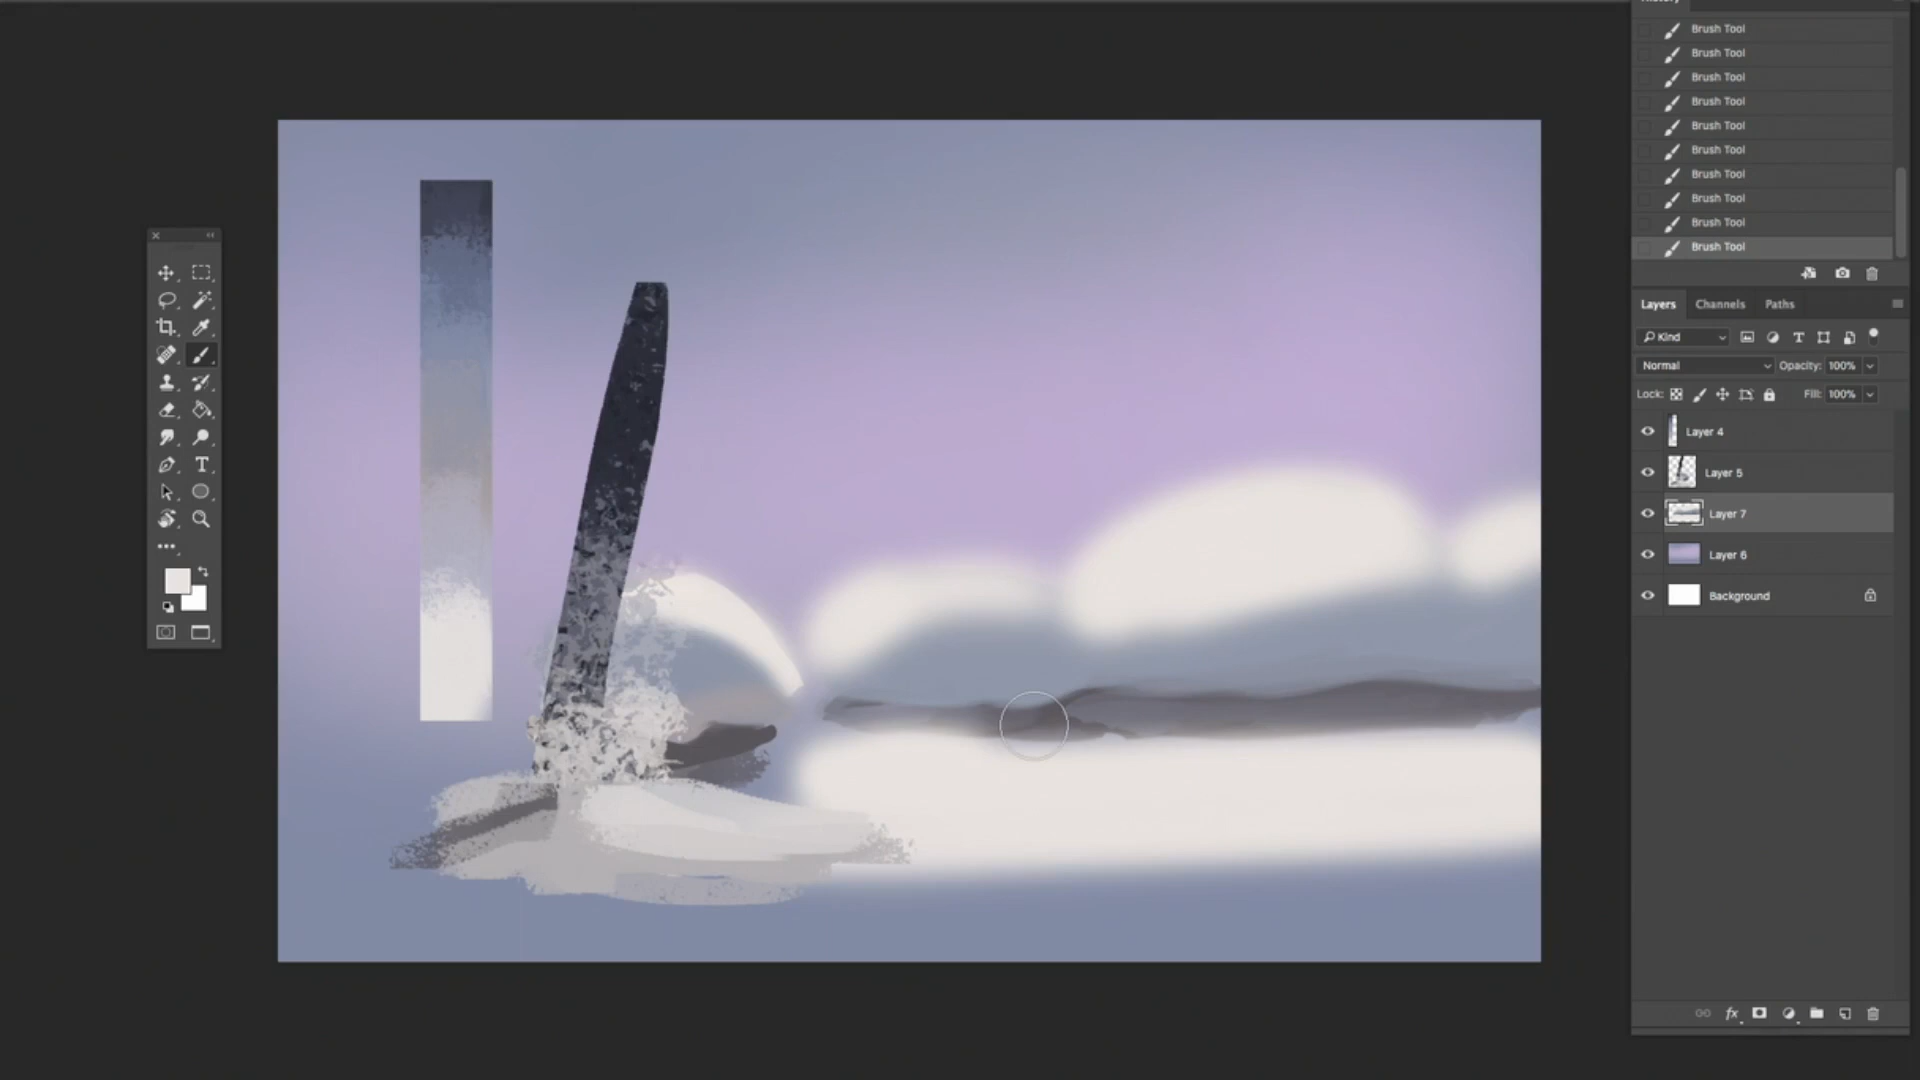 History
Brush Tool
Brush Tool
Brush Tool
Brush Tool
Brush Tool
Brush Tool
Brush Tool
Brush Tool
Brush Tool
Brush Tool
Layers Channels Paths
Kind
Normal Opacity: 100%
Lock: Fill: 100%
Layer 4
Layer 5
Layer 7
Layer 6
Background
fx